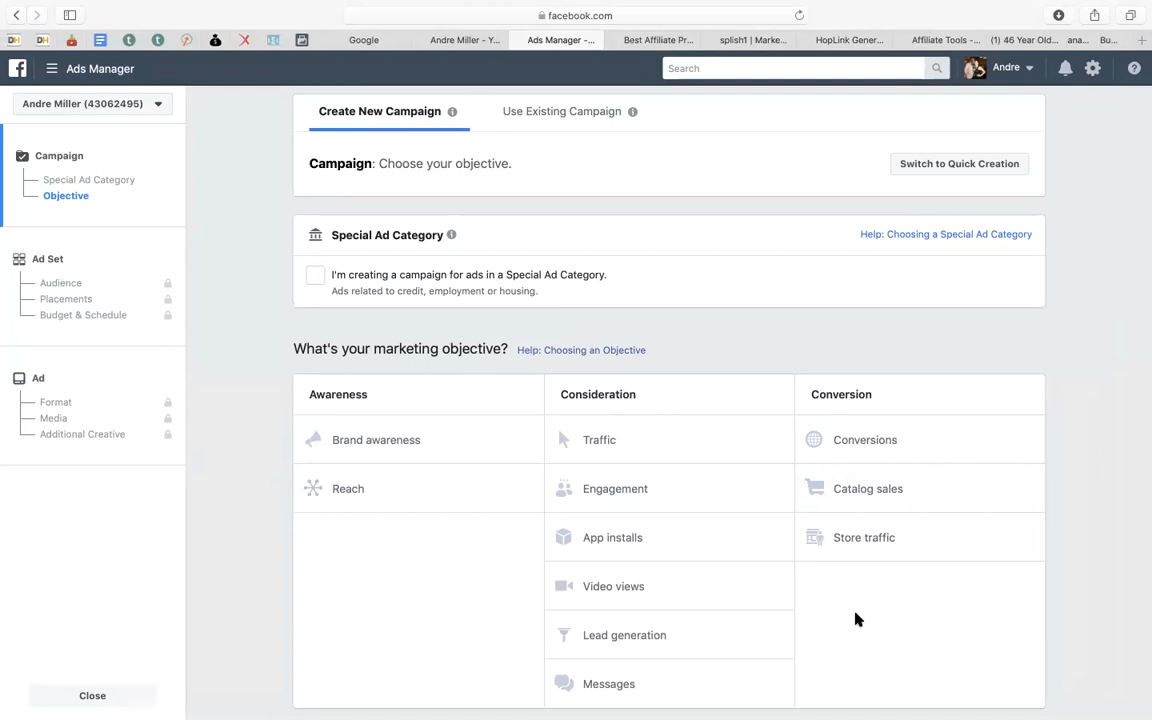 facebook.com
Google
Andre Miller - Y...
Ads Manager -...
Best Affiliate Pr...
splish1 | Marke...
HopLink Gener...
Affiliate Tools -...
(1) 46 Year Old...
ana...
Bu...
Ads Manager
Search
Andre
Andre Miller (43062495)
Campaign
Special Ad Category
Objective
Ad Set
Audience
Placements
Budget & Schedule
Ad
Format
Media
Additional Creative
Close
Create New Campaign
Use Existing Campaign
Campaign: Choose your objective.
Switch to Quick Creation
Special Ad Category
Help: Choosing a Special Ad Category
I'm creating a campaign for ads in a Special Ad Category.
Ads related to credit, employment or housing.
What's your marketing objective?
Help: Choosing an Objective
Awareness
Consideration
Conversion
Brand awareness
Traffic
Conversions
Reach
Engagement
Catalog sales
App installs
Store traffic
Video views
Lead generation
Messages